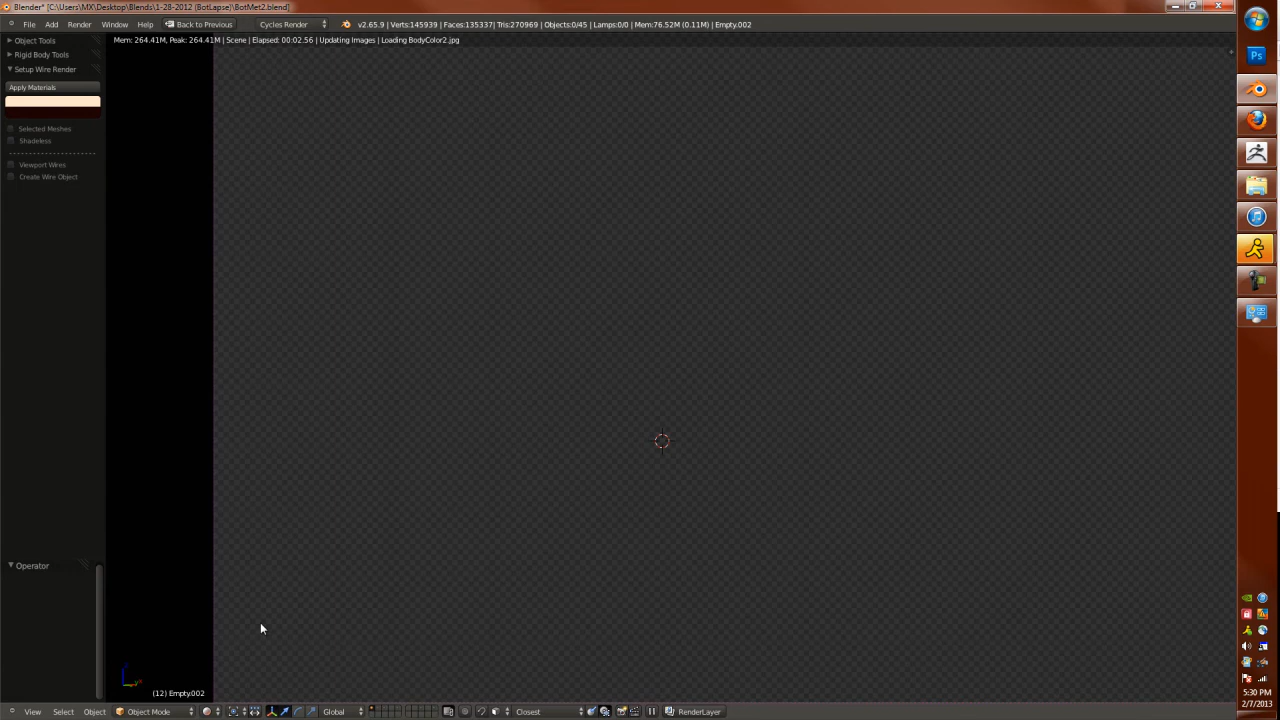 Blender* [C:\Users\MX\Desktop\Blends\1-28-2012 (BotLapse)\BotMet2.blend]
File Add Render Window Help Back to Previous Cycles Render v2.65.9 | Verts:145939 | Faces:135337 | Tris:270969 | Objects:0/45 | Lamps:0/0 | Mem:76.52M (0.11M) | Empty.002
Object Tools
Mem: 264.41M, Peak: 264.41M | Scene | Elapsed: 00:02.56 | Updating Images | Loading BodyColor2.jpg
Rigid Body Tools
Setup Wire Render
Apply Materials
Selected Meshes
Shadeless
Viewport Wires
Create Wire Object
Operator
(12) Empty.002
View Select Object Object Mode Global Closest RenderLayer
Ps
5:30 PM
2/7/2013